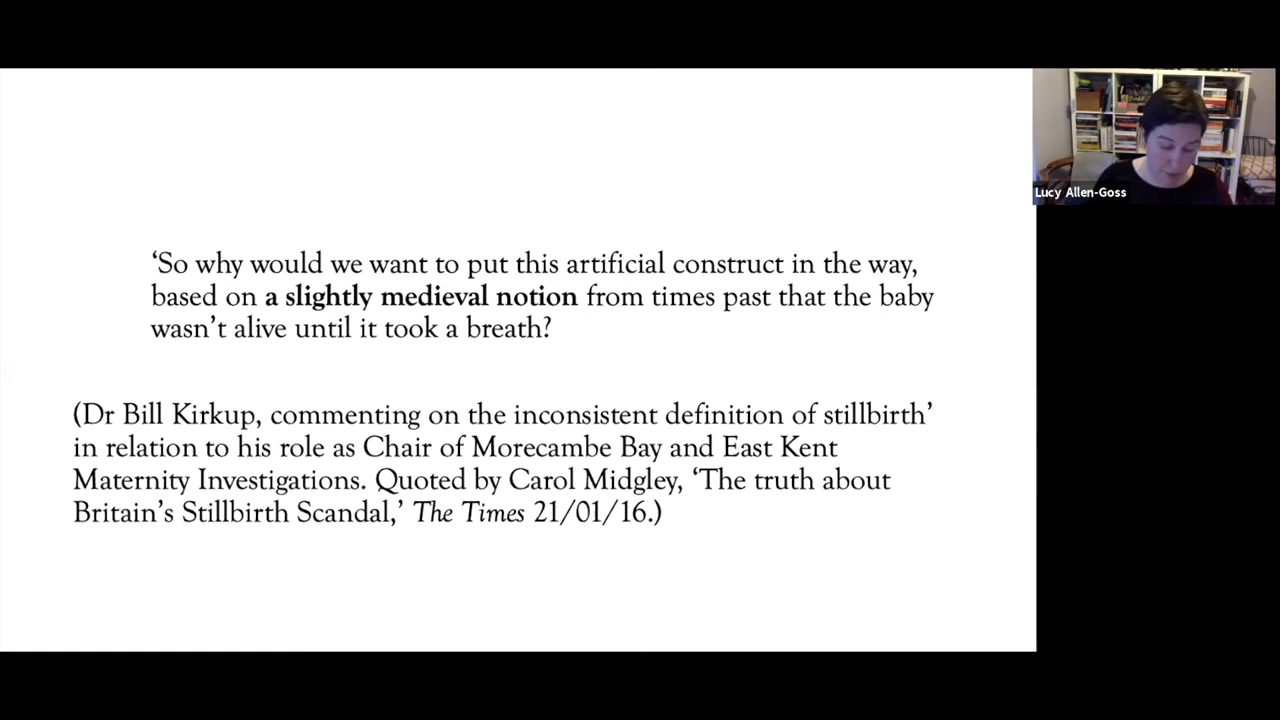 ‘So why would we want to put this artificial construct in the way,
based on a slightly medieval notion from times past that the baby
wasn’t alive until it took a breath?
(Dr Bill Kirkup, commenting on the inconsistent definition of stillbirth’
in relation to his role as Chair of Morecambe Bay and East Kent
Maternity Investigations. Quoted by Carol Midgley, ‘The truth about
Britain’s Stillbirth Scandal,’ The Times 21/01/16.)
Lucy Allen-Goss